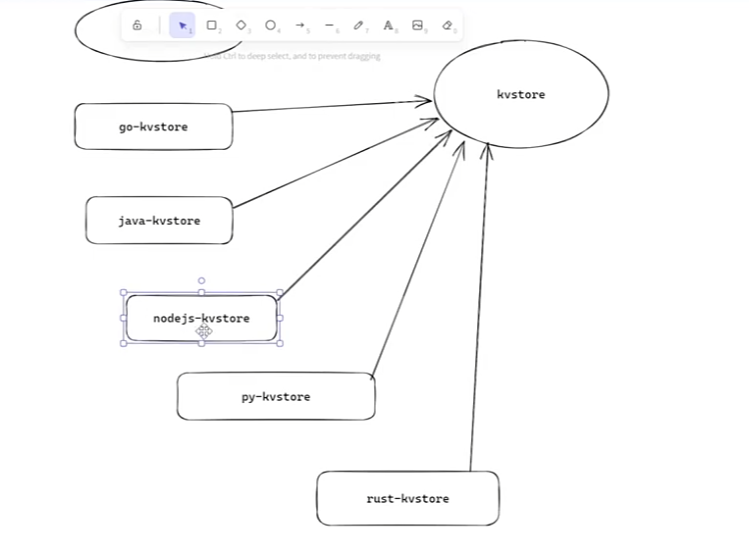 1
2
3
4
5
6
7
8
9
0
Ctrl to deep select, and to prevent dragging
kvstore
go-kvstore
java-kvstore
nodejs-kvstore
py-kvstore
rust-kvstore